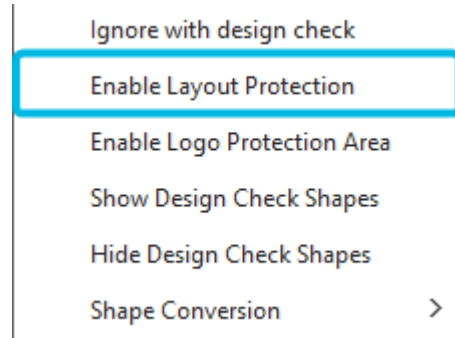 Ignore with design check
Enable Layout Protection
Enable Logo Protection Area
Show Design Check Shapes
Hide Design Check Shapes
Shape Conversion